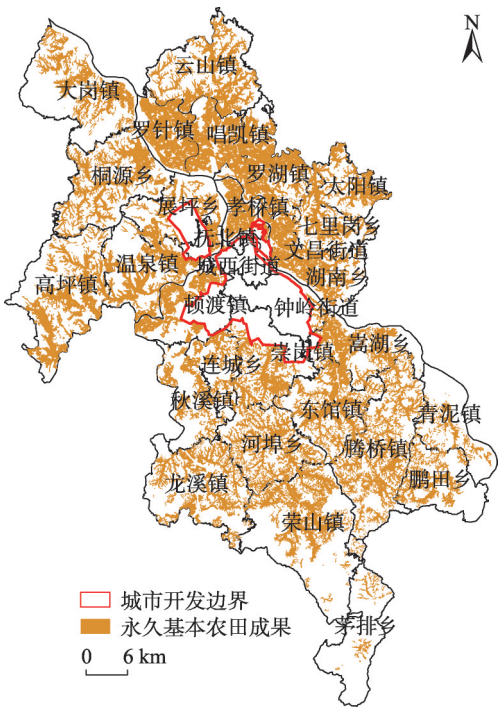 N
云山镇
大岗镇
罗针镇
唱凯镇
桐源乡
罗湖镇
太阳镇
展坪乡
孝桥镇
七里岗乡
抚北镇
文昌街道
温泉镇
城西街道
湖南乡
高坪镇
顿渡镇
钟岭街道
崇岗镇
嵩湖乡
连城乡
秋溪镇
东馆镇
青泥镇
河埠乡
腾桥镇
龙溪镇
鹏田乡
荣山镇
茅排乡
城市开发边界
永久基本农田成果
0 6 km